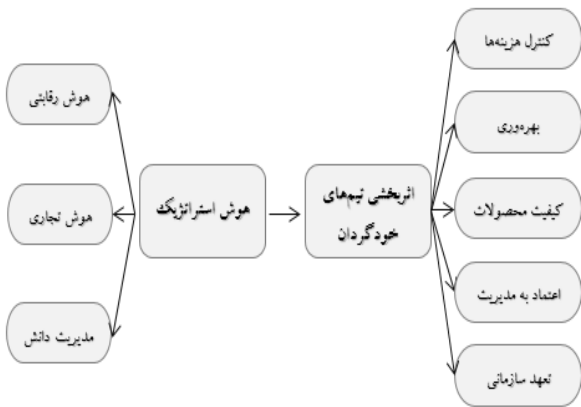 کنترل هزینه‌ها
بهره‌وری
کیفیت محصولات
اعتماد به مدیریت
تعهد سازمانی
اثربخشی تیم‌های
خودگردان
هوش استراتژیک
هوش رقابتی
هوش تجاری
مدیریت دانش